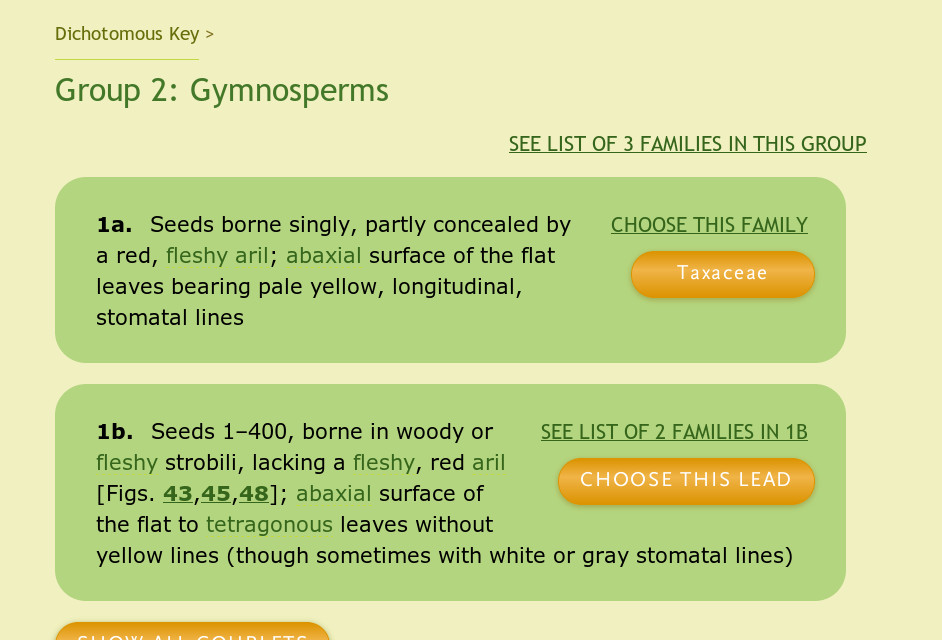 Dichotomous Key >
Group 2: Gymnosperms
SEE LIST OF 3 FAMILIES IN THIS GROUP
1a. Seeds borne singly, partly concealed by
a red, fleshy aril; abaxial surface of the flat
leaves bearing pale yellow, longitudinal,
stomatal lines
CHOOSE THIS FAMILY
Taxaceae
1b. Seeds 1–400, borne in woody or
fleshy strobili, lacking a fleshy, red aril
[Figs. 43,45,48]; abaxial surface of
the flat to tetragonous leaves without
yellow lines (though sometimes with white or gray stomatal lines)
SEE LIST OF 2 FAMILIES IN 1B
CHOOSE THIS LEAD
SHOW ALL COUPLETS